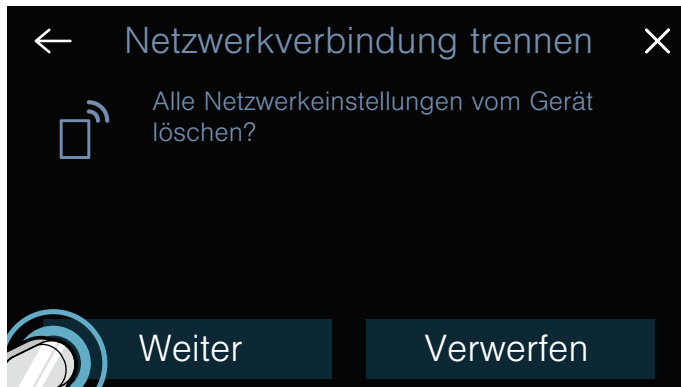 Netzwerkverbindung trennen
Alle Netzwerkeinstellungen vom Gerät
löschen?
Weiter Verwerfen